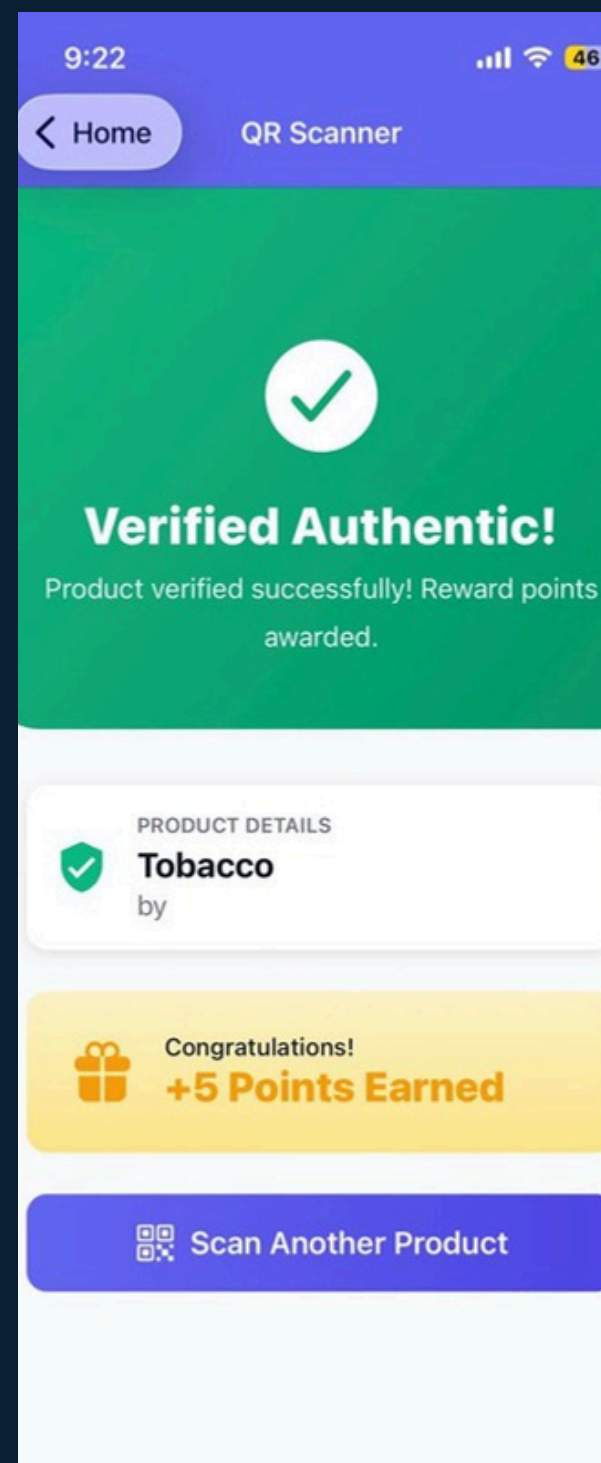 9:22
46
Home
QR Scanner
Verified Authentic!
Product verified successfully! Reward points
awarded.
PRODUCT DETAILS
Tobacco
by
Congratulations!
+5 Points Earned
Scan Another Product